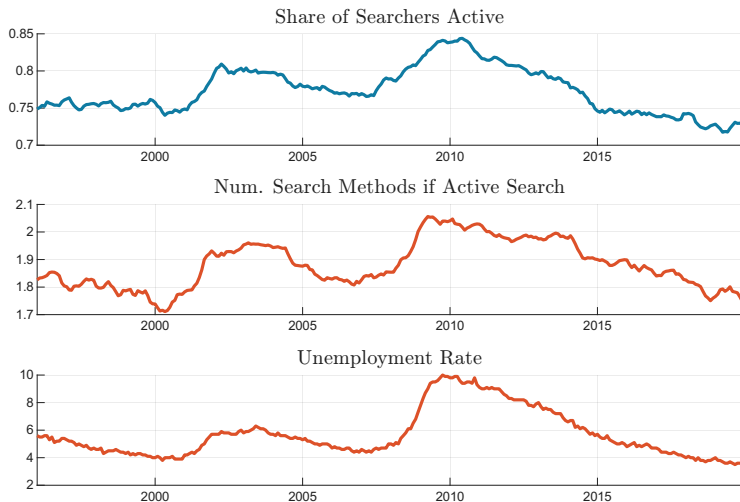 Share of Searchers Active
0.85
0.8
0.75
0.7
2000 2005 2010 2015
Num. Search Methods if Active Search
2.1
2
1.9
1.8
1.7
2000 2005 2010 2015
Unemployment Rate
10
8
6
4
2
2000 2005 2010 2015